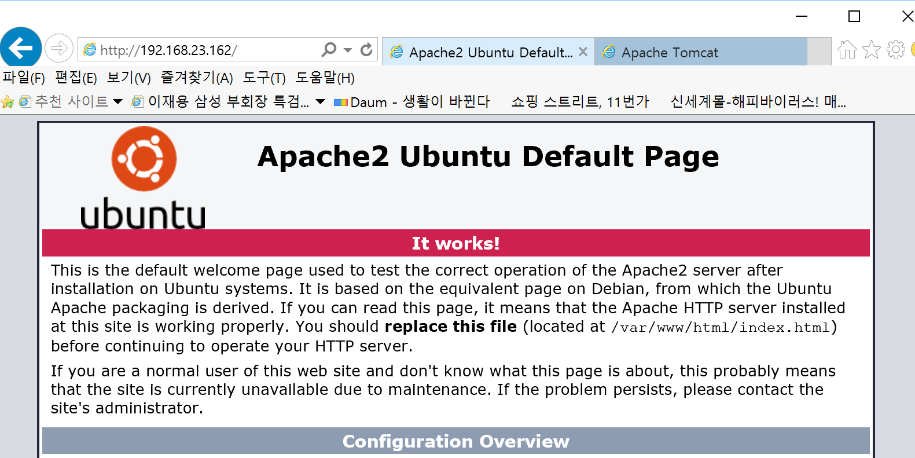 http://192.168.23.162/
Apache2 Ubuntu Default...
Apache Tomcat
파일(F) 편집(E) 보기(V) 즐겨찾기(A) 도구(T) 도움말(H)
추천 사이트 이재용 삼성 부회장 특검... Daum - 생활이 바뀐다 쇼핑 스트리트, 11번가 신세계몰-해피바이러스! 매...
ubuntu
Apache2 Ubuntu Default Page
It works!
This is the default welcome page used to test the correct operation of the Apache2 server after
installation on Ubuntu systems. It is based on the equivalent page on Debian, from which the Ubuntu
Apache packaging is derived. If you can read this page, it means that the Apache HTTP server installed
at this site is working properly. You should replace this file (located at /var/www/html/index.html)
before continuing to operate your HTTP server.
If you are a normal user of this web site and don't know what this page is about, this probably means
that the site is currently unavailable due to maintenance. If the problem persists, please contact the
site's administrator.
Configuration Overview